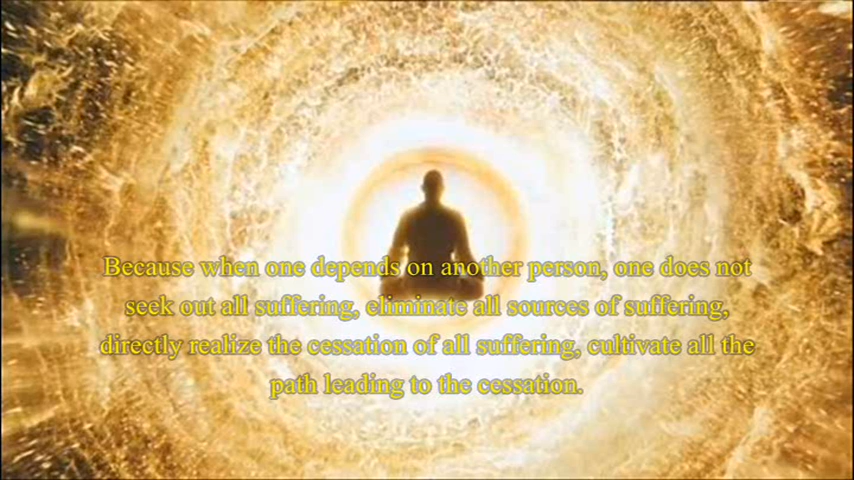 Because when one depends on another person, one does not
seek out all suffering, eliminate all sources of suffering,
directly realize the cessation of all suffering, cultivate all the
path leading to the cessation.